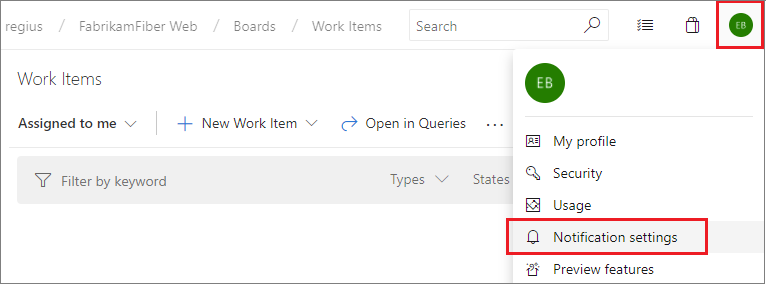 regius / FabrikamFiber Web / Boards / Work Items Search EB
EB
Work Items
Assigned to me New Work Item Open in Queries ...
Filter by keyword Types States
My profile
Security
Usage
Notification settings
Preview features